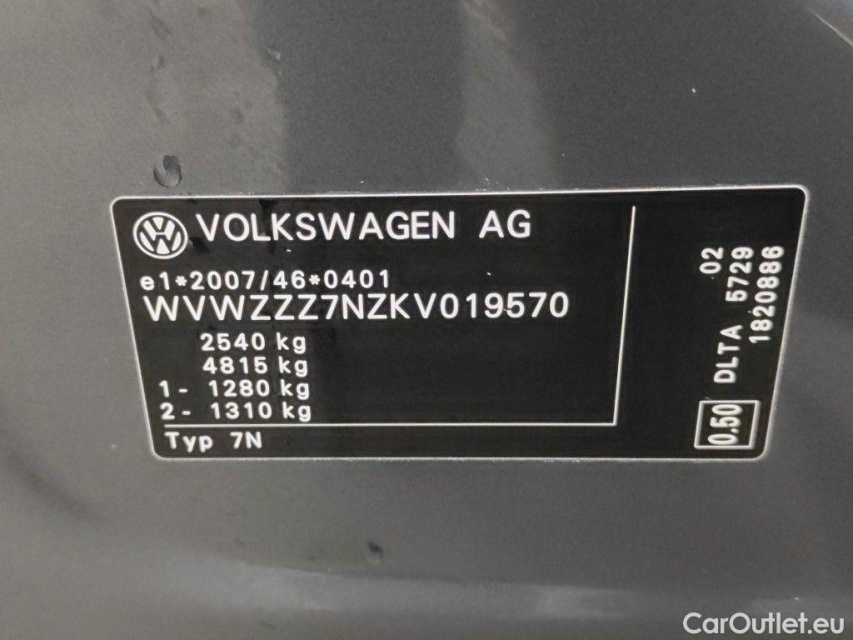 VOLKSWAGEN AG
e1*2007/46*0401
WVWZZZ7NZKV019570
2540 kg
4815 kg
1- 1280 kg
2- 1310 kg
Typ 7N
02
DLTA 5729
1820886
0.50
CarOutlet.eu